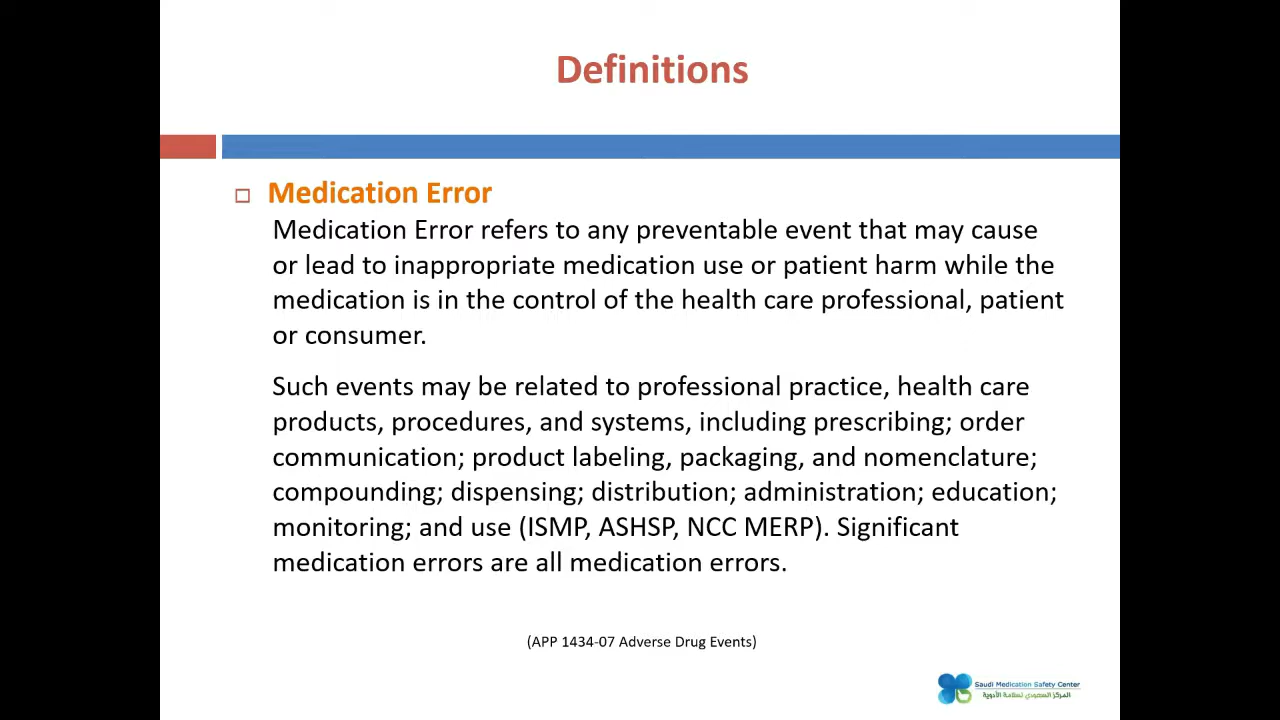 Definitions
Medication Error
Medication Error refers to any preventable event that may cause
or lead to inappropriate medication use or patient harm while the
medication is in the control of the health care professional, patient
or consumer.
Such events may be related to professional practice, health care
products, procedures, and systems, including prescribing; order
communication; product labeling, packaging, and nomenclature;
compounding; dispensing; distribution; administration; education;
monitoring; and use (ISMP, ASHSP, NCC MERP). Significant
medication errors are all medication errors.
(APP 1434-07 Adverse Drug Events)
Saudi Medication Safety Center
المركز السعودي لسلامة الأدوية